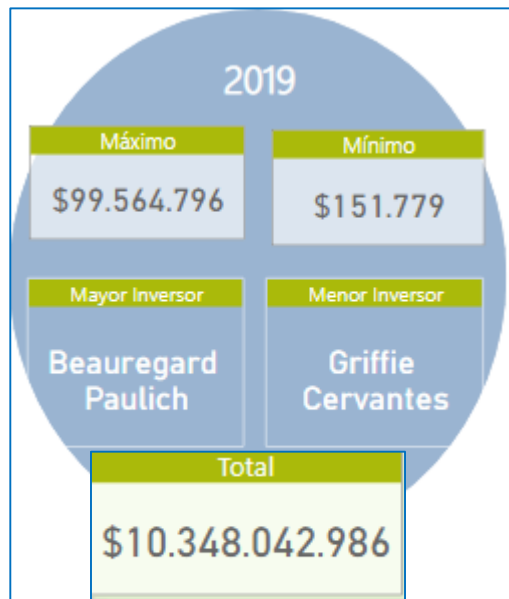 2019
Máximo
$99.564.796
Mínimo
$151.779
Mayor Inversor
Beauregard
Paulich
Menor Inversor
Griffie
Cervantes
Total
$10.348.042.986